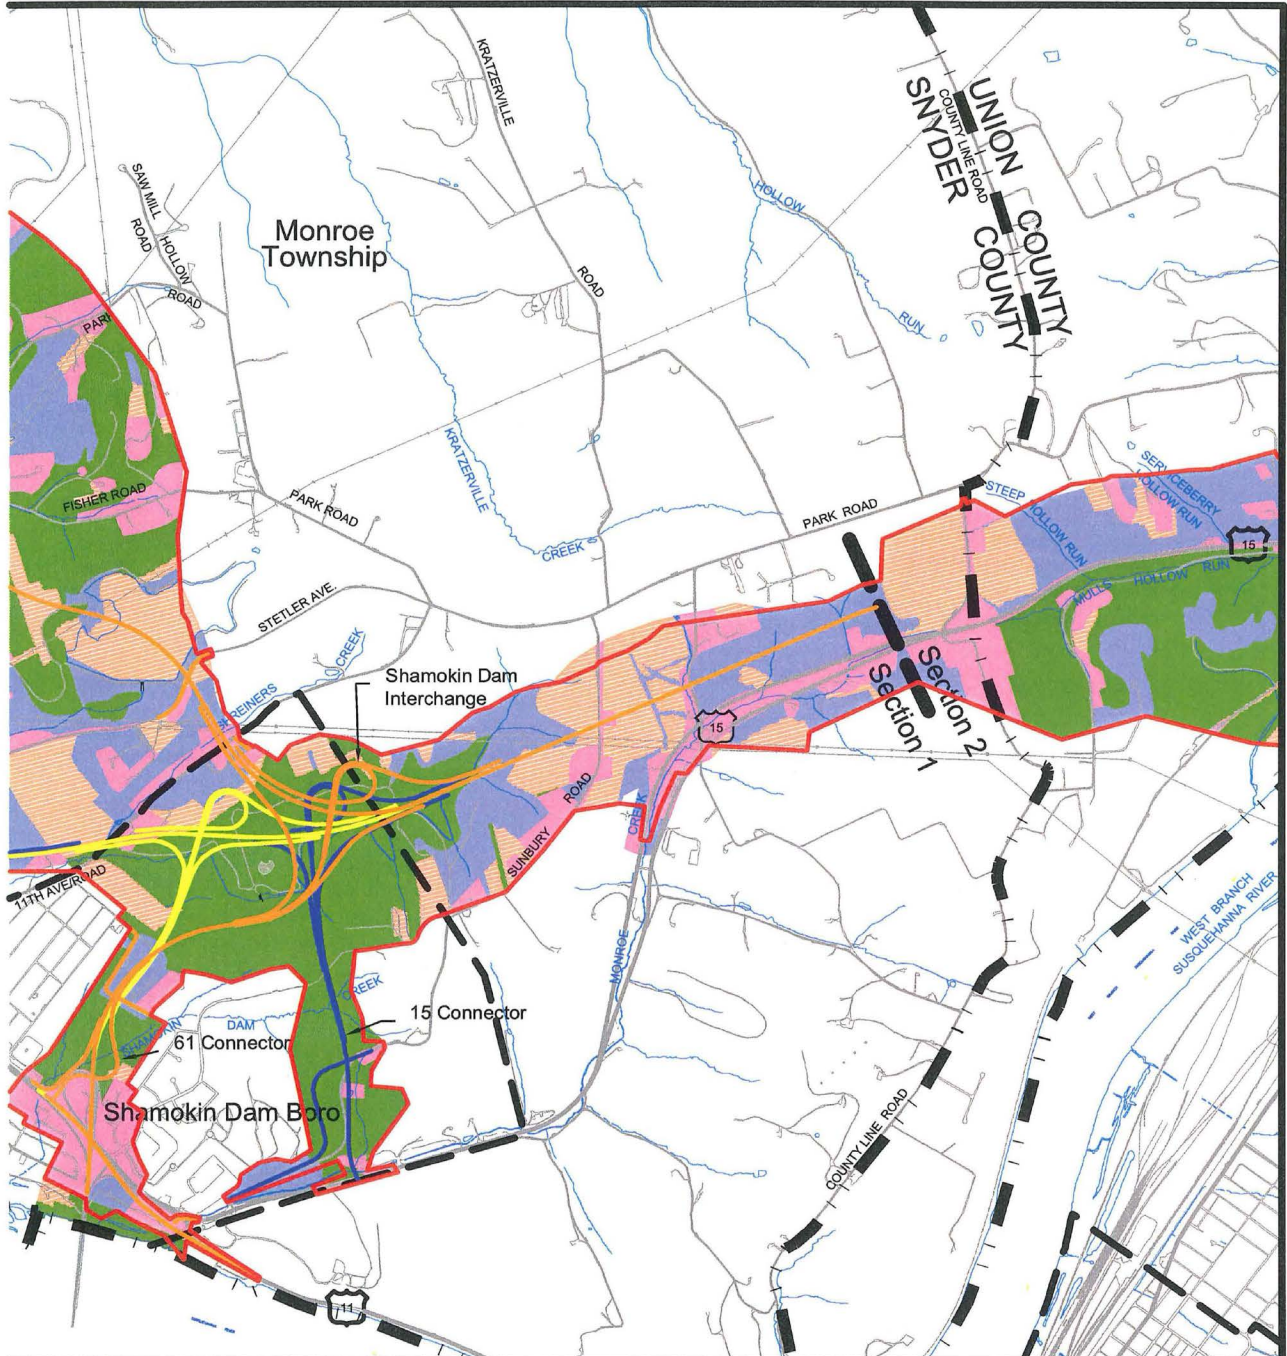 KRATZERVILLE
ROAD
UNION COUNTY
COUNTY LINE ROAD
SNYDER COUNTY
SAW MILL
HOLLOW
ROAD
ROAD
Monroe
Township
HOLLOW
RUN
PARK
KRATZERVILLE
CREEK
FISHER ROAD
PARK ROAD
PARK ROAD
STEEP
HOLLOW RUN
SERVICEBERRY
HOLLOW RUN
15
MULLS HOLLOW RUN
STETLER AVE.
CREEK
Shamokin Dam
Interchange
15
Section 2
Section 1
ROAD
SUNBURY
CREEK
MONROE
11TH AVE/ROAD
WEST BRANCH
SUSQUEHANNA RIVER
CREEK
15 Connector
DAM
SHAMOKIN
61 Connector
Shamokin Dam Boro
COUNTY LINE ROAD
11